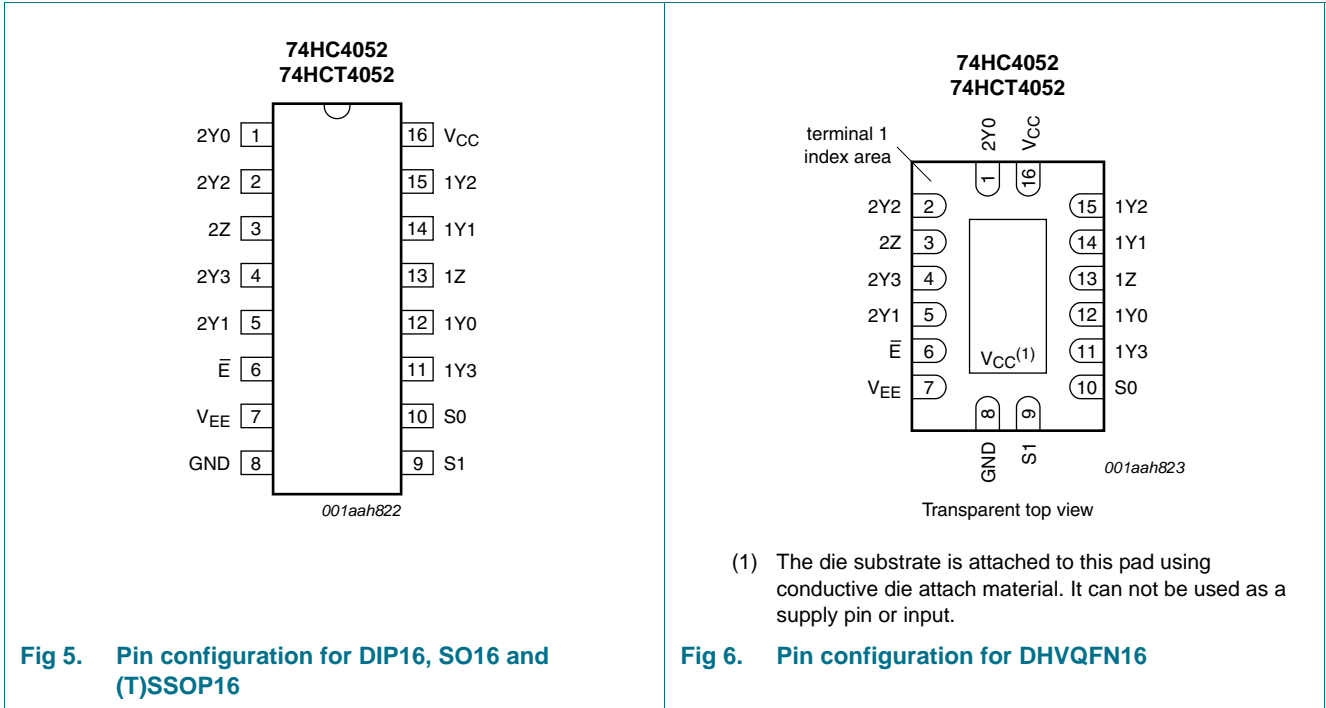 74HC4052
74HCT4052
2Y0 1
16 VCC
2Y2 2
15 1Y2
2Z 3
14 1Y1
2Y3 4
13 1Z
2Y1 5
12 1Y0
E̅ 6
11 1Y3
VEE 7
10 S0
GND 8
9 S1
001aah822
Fig 5. Pin configuration for DIP16, SO16 and
(T)SSOP16
74HC4052
74HCT4052
terminal 1
index area
2Y0
VCC
1
16
2Y2 2
15 1Y2
2Z 3
14 1Y1
2Y3 4
13 1Z
2Y1 5
12 1Y0
E̅ 6
VCC(1)
11 1Y3
VEE 7
10 S0
8
9
GND
S1
001aah823
Transparent top view
(1) The die substrate is attached to this pad using
conductive die attach material. It can not be used as a
supply pin or input.
Fig 6. Pin configuration for DHVQFN16